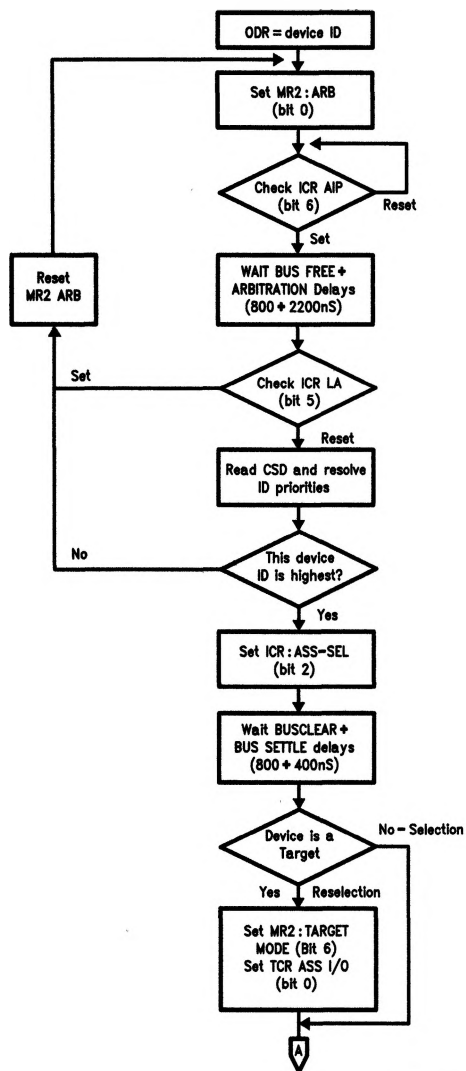 ODR = device ID
Set MR2 : ARB
(bit 0)
Check ICR AIP
(bit 6)
Reset
Set
Reset
MR2 ARB
WAIT BUS FREE +
ARBITRATION Delays
(800 + 2200nS)
Set
Check ICR LA
(bit 5)
Reset
Read CSD and resolve
ID priorities
No
This device
ID is highest?
Yes
Set ICR : ASS-SEL
(bit 2)
Wait BUSCLEAR +
BUS SETTLE delays
(800 + 400nS)
Device is a
Target
No - Selection
Yes Reselection
Set MR2 : TARGET
MODE (Bit 6)
Set TCR ASS I/O
(bit 0)
A